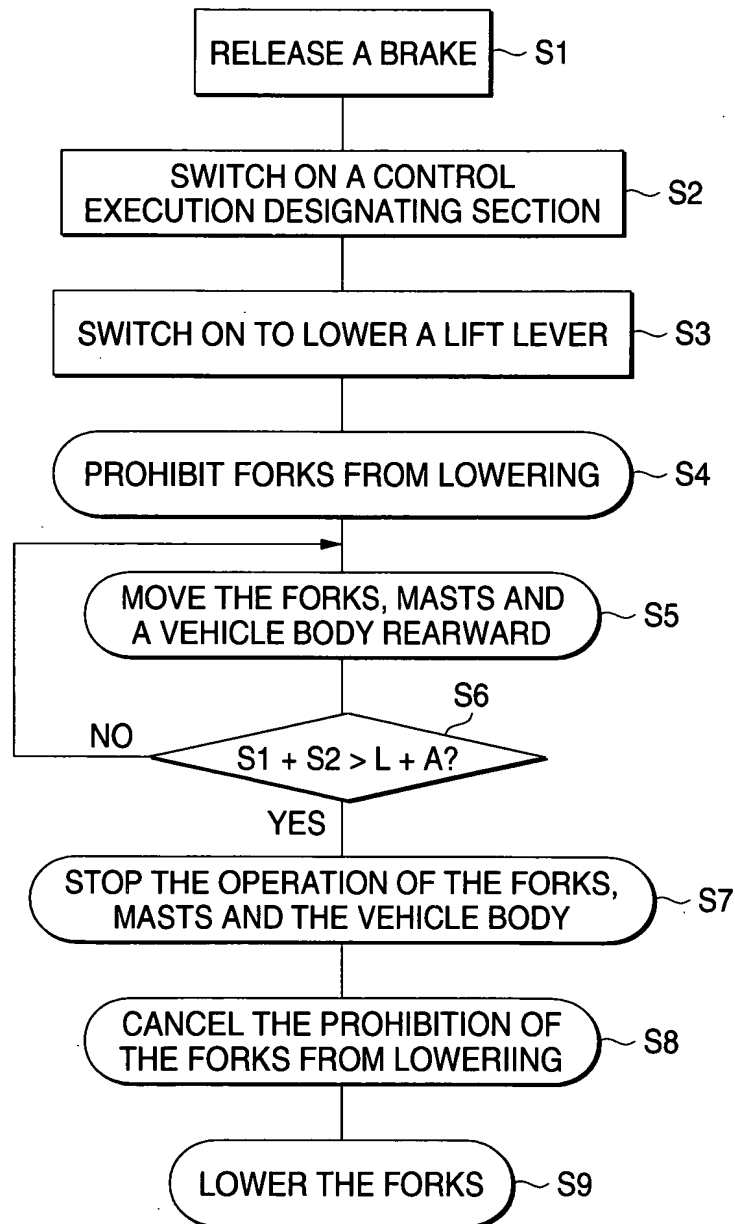 RELEASE A BRAKE
S1
SWITCH ON A CONTROL
EXECUTION DESIGNATING SECTION
S2
SWITCH ON TO LOWER A LIFT LEVER
S3
PROHIBIT FORKS FROM LOWERING
S4
MOVE THE FORKS, MASTS AND
A VEHICLE BODY REARWARD
S5
S6
NO
S1 + S2 > L + A?
YES
STOP THE OPERATION OF THE FORKS,
MASTS AND THE VEHICLE BODY
S7
CANCEL THE PROHIBITION OF
THE FORKS FROM LOWERIING
S8
LOWER THE FORKS
S9